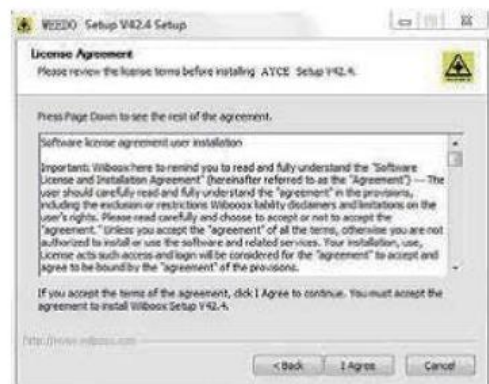 WEEDO Setup V42.4 Setup
License Agreement
Please review the license terms before installing AYCE Setup V42.4.
Press Page Down to see the rest of the agreement.
Software license agreement user installation
Important: Wiboox here to remind you to read and fully understand the "Software
License and Installation Agreement" (hereinafter referred to as the "Agreement") --- The
user should carefully read and fully understand the "agreement" in the provisions,
including the exclusion or restrictions Wibooox liability disclaimers and limitations on the
user's rights. Please read carefully and choose to accept or not to accept the
"agreement." Unless you accept the "agreement" of all the terms, otherwise you are not
authorized to install or use the software and related services. Your installation, use,
License acts such access and login will be considered for the "agreement" to accept and
agree to be bound by the "agreement" of the provisions.
If you accept the terms of the agreement, click I Agree to continue. You must accept the
agreement to install Wiboox Setup V42.4.
< Back
I Agree
Cancel